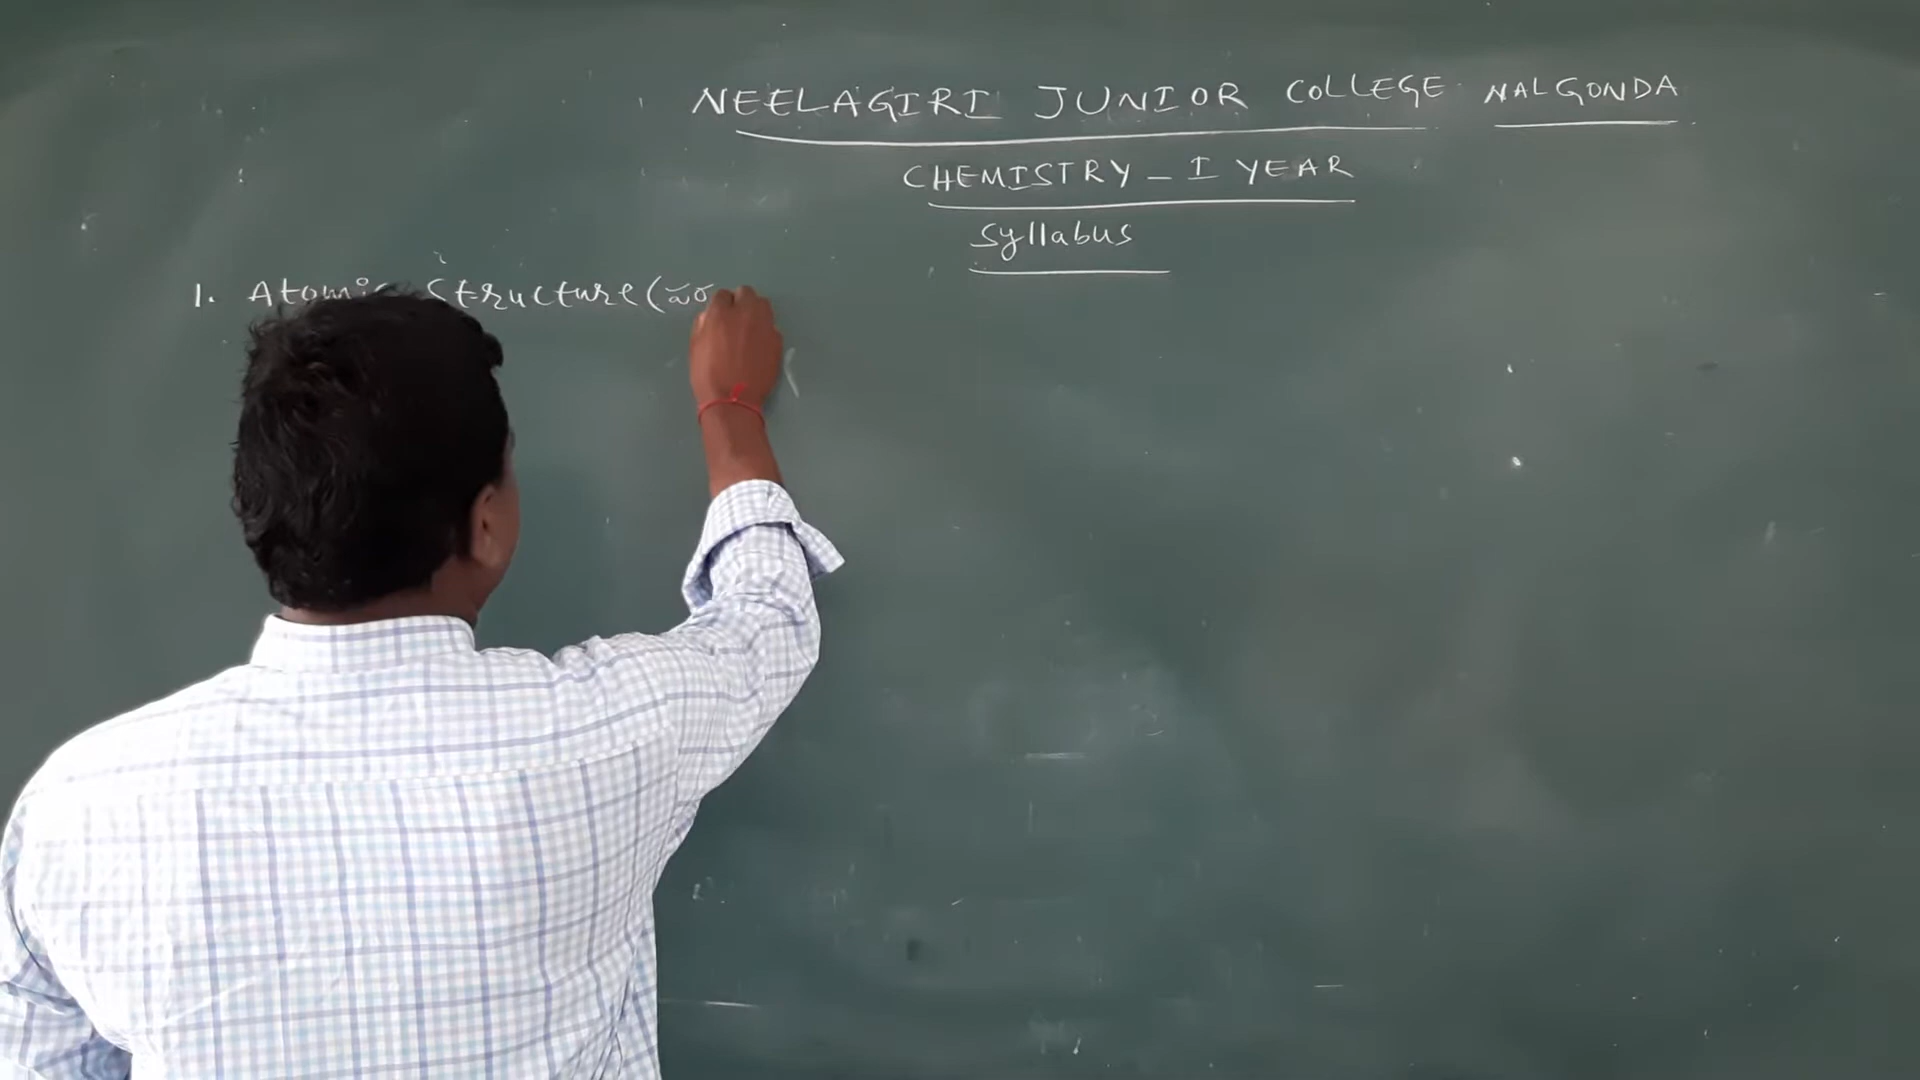 NEELAGIRI JUNIOR COLLEGE NALGONDA
CHEMISTRY - I YEAR
Syllabus
1. Atomic Structure (